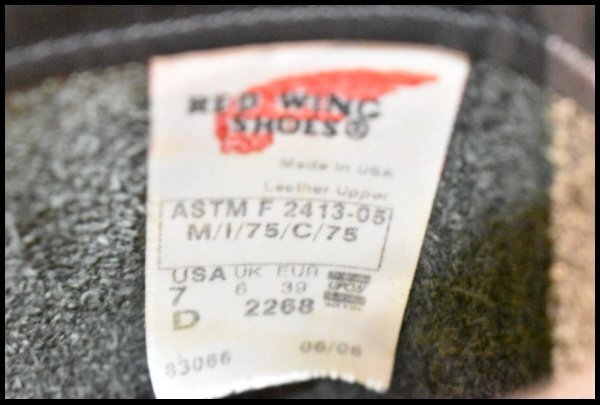 RED WING
SHOES®
Made in USA
Leather Upper
ASTM F 2413-05
M/I/75/C/75
USA UK EUR
7 6 39
D 2268
83066 06/06